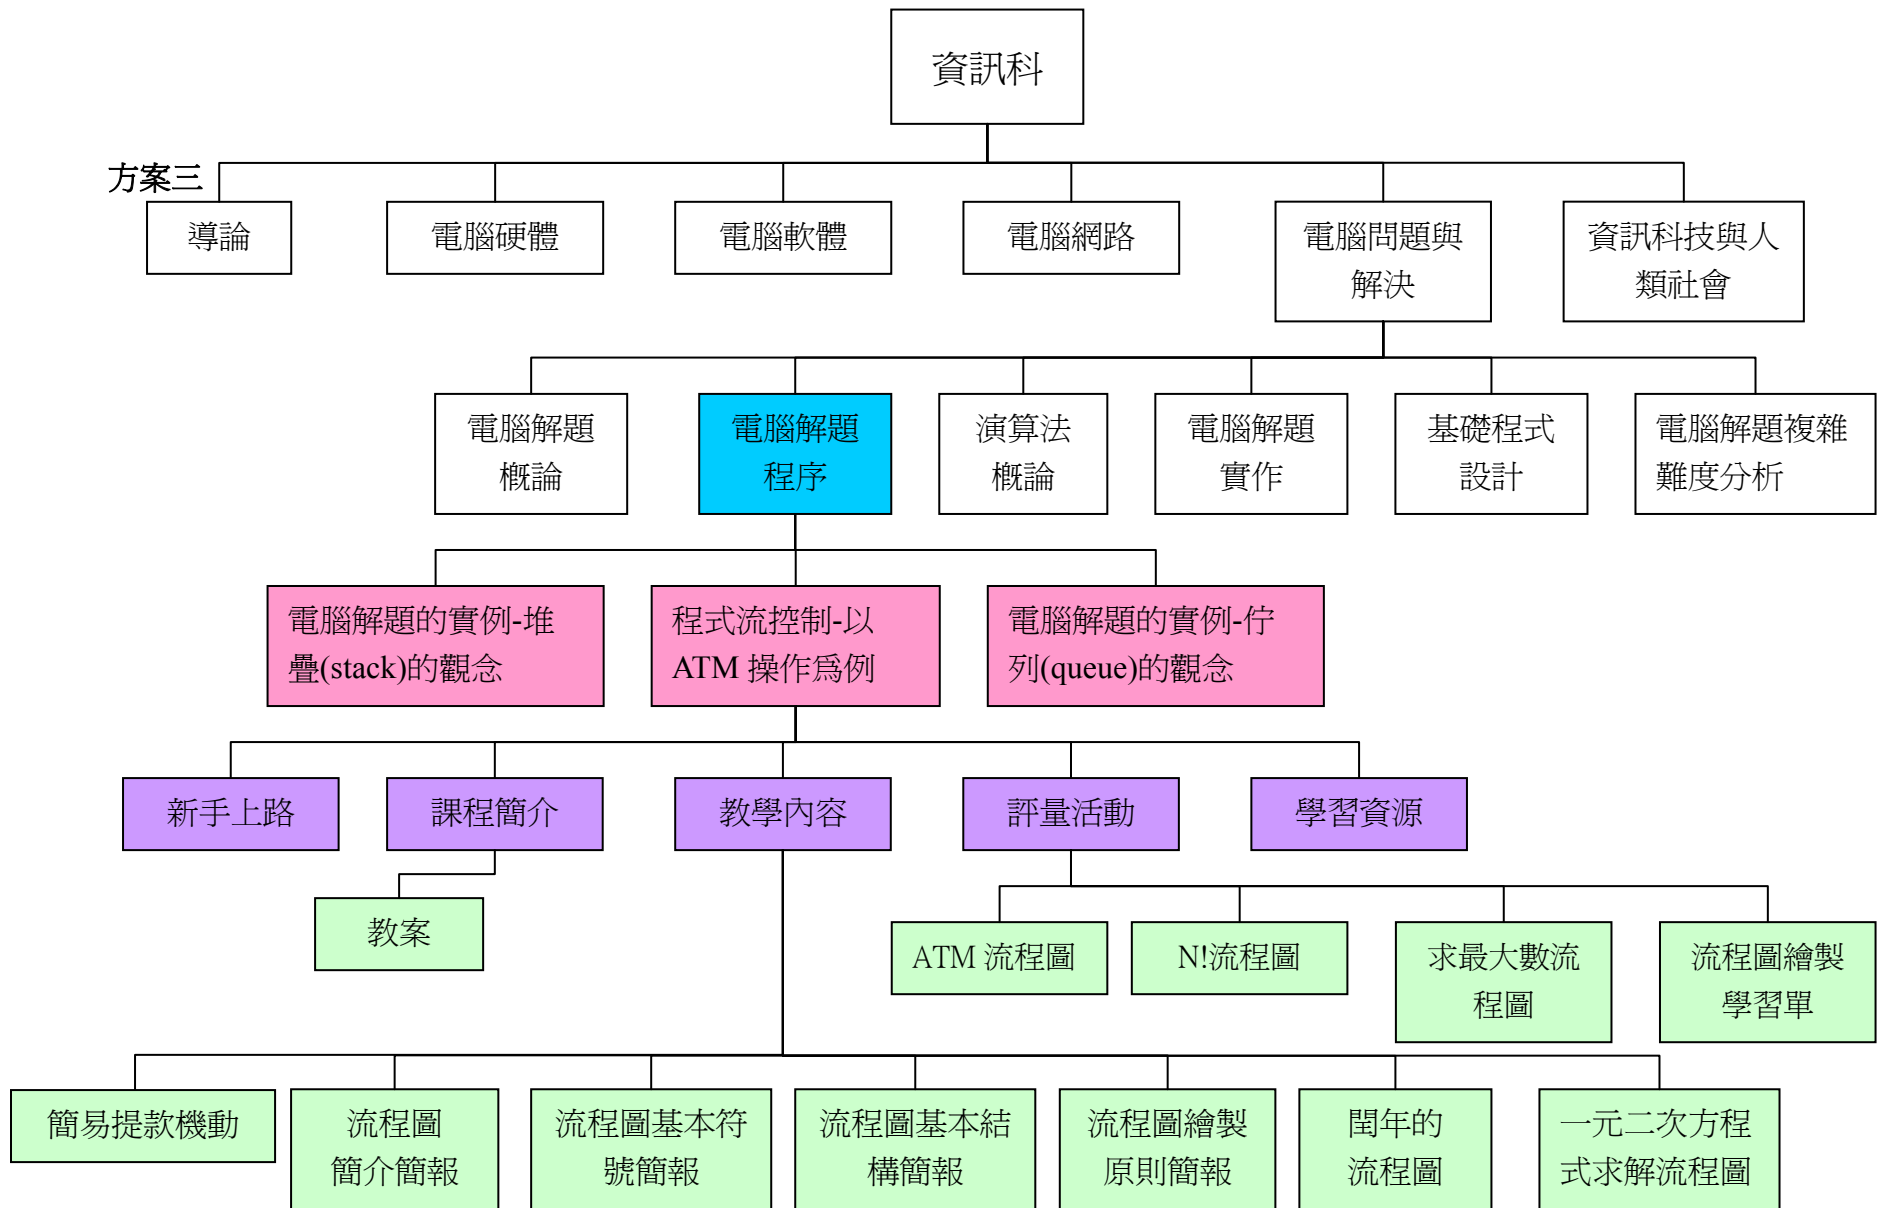 資訊科
方案三
導論
電腦硬體
電腦軟體
電腦網路
電腦問題與
解決
資訊科技與人
類社會
電腦解題
概論
電腦解題
程序
演算法
概論
電腦解題
實作
基礎程式
設計
電腦解題複雜
難度分析
電腦解題的實例-堆
疊(stack)的觀念
程式流控制-以
ATM 操作為例
電腦解題的實例-佇
列(queue)的觀念
新手上路
課程簡介
教學內容
評量活動
學習資源
教案
ATM 流程圖
N!流程圖
求最大數流
程圖
流程圖繪製
學習單
簡易提款機動
流程圖
簡介簡報
流程圖基本符
號簡報
流程圖基本結
構簡報
流程圖繪製
原則簡報
閏年的
流程圖
一元二次方程
式求解流程圖